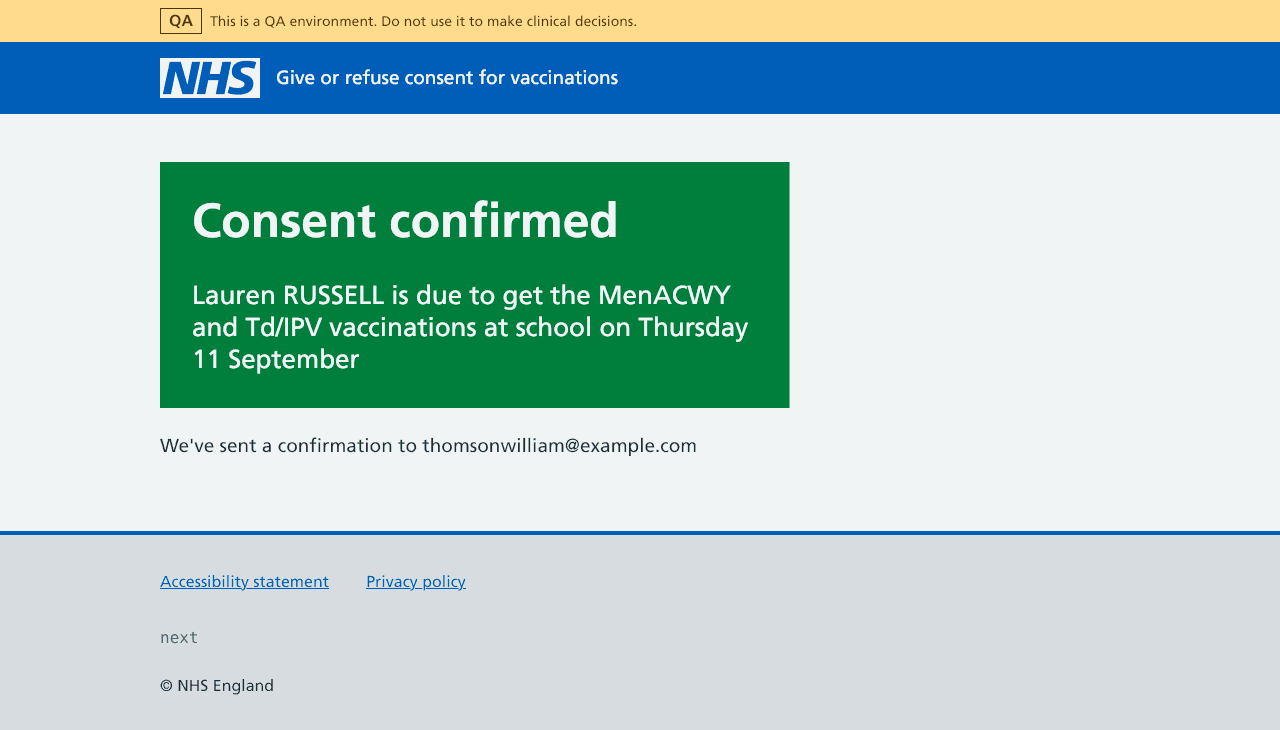 QA This is a QA environment. Do not use it to make clinical decisions.
NHS Give or refuse consent for vaccinations
Consent confirmed
Lauren RUSSELL is due to get the MenACWY
and Td/IPV vaccinations at school on Thursday
11 September
We've sent a confirmation to thomsonwilliam@example.com
Accessibility statement Privacy policy
next
© NHS England